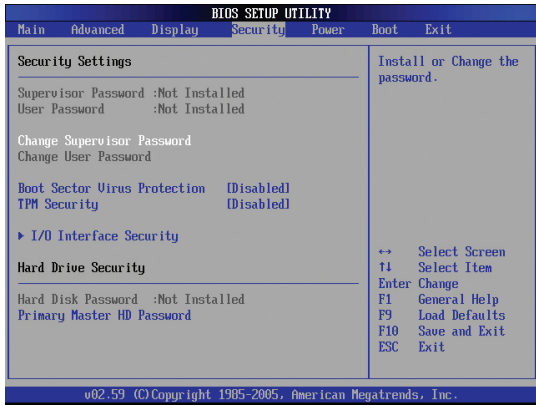 BIOS SETUP UTILITY
Main Advanced Display Security Power Boot Exit
Security Settings
Supervisor Password :Not Installed
User Password :Not Installed
Change Supervisor Password
Change User Password
Boot Sector Virus Protection [Disabled]
TPM Security [Disabled]
▶ I/O Interface Security
Hard Drive Security
Hard Disk Password :Not Installed
Primary Master HD Password
Install or Change the
password.
↔ Select Screen
↑↓ Select Item
Enter Change
F1 General Help
F9 Load Defaults
F10 Save and Exit
ESC Exit
v02.59 (C)Copyright 1985-2005, American Megatrends, Inc.